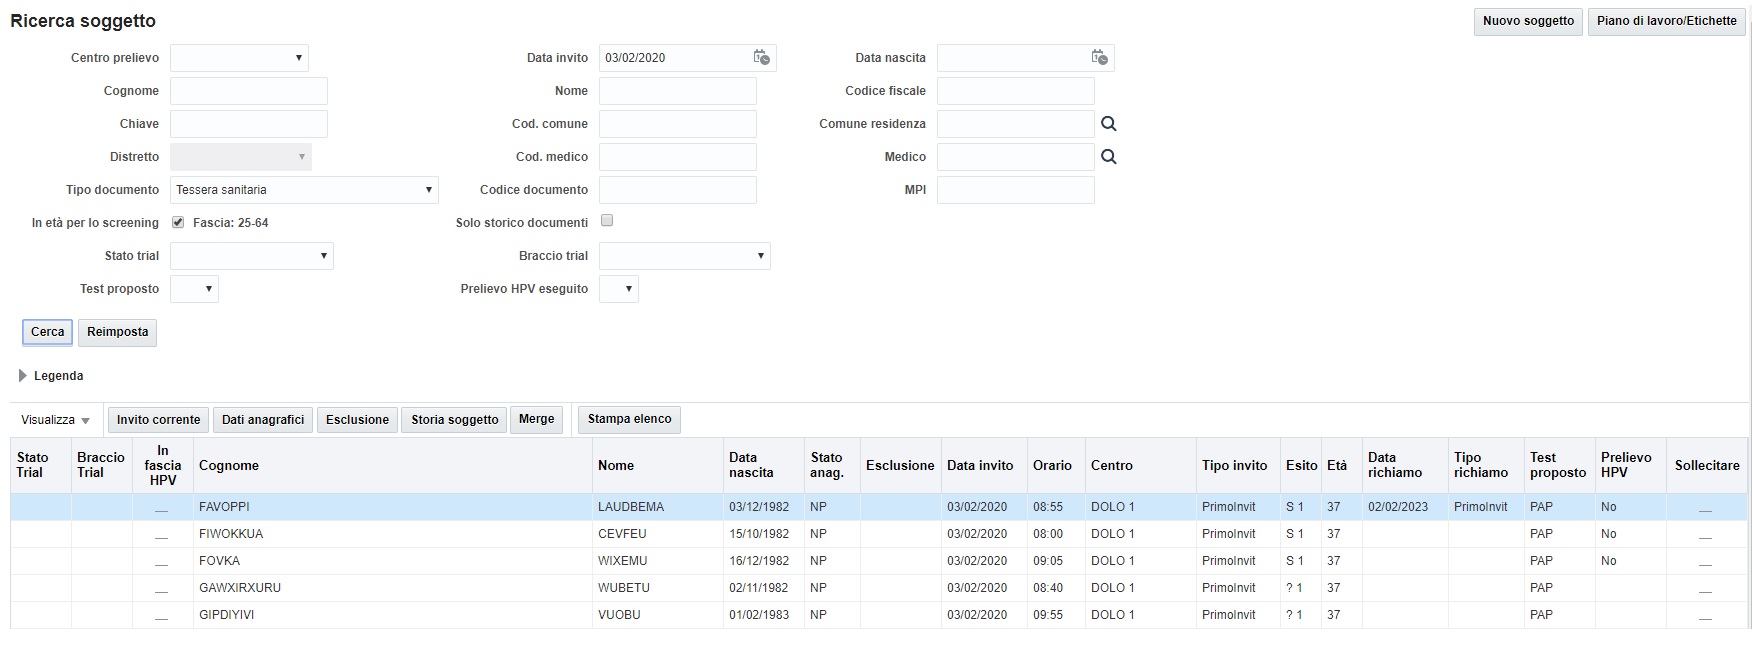 Ricerca soggetto Nuovo soggetto Piano di lavoro/Etichette
Centro prelievo Data invito 03/02/2020 Data nascita
Cognome Nome Codice fiscale
Chiave Cod. comune Comune residenza
Distretto Cod. medico Medico
Tipo documento Tessera sanitaria Codice documento MPI
In età per lo screening Fascia: 25-64 Solo storico documenti
Stato trial Braccio trial
Test proposto Prelievo HPV eseguito
Cerca Reimposta
Legenda
Visualizza Invito corrente Dati anagrafici Esclusione Storia soggetto Merge Stampa elenco
Stato Trial Braccio Trial In fascia HPV Cognome Nome Data nascita Stato anag. Esclusione Data invito Orario Centro Tipo invito Esito Età Data richiamo Tipo richiamo Test proposto Prelievo HPV Sollecitare
__ FAVOPPI LAUDBEMA 03/12/1982 NP 03/02/2020 08:55 DOLO 1 PrimoInvit S 1 37 02/02/2023 PrimoInvit PAP No __
__ FIWOKKUA CEVFEU 15/10/1982 NP 03/02/2020 08:00 DOLO 1 PrimoInvit S 1 37 PAP No __
__ FOVKA WIXEMU 16/12/1982 NP 03/02/2020 09:05 DOLO 1 PrimoInvit S 1 37 PAP No __
__ GAWXIRXURU WUBETU 02/11/1982 NP 03/02/2020 08:40 DOLO 1 PrimoInvit ? 1 37 PAP __
__ GIPDIYIVI VUOBU 01/02/1983 NP 03/02/2020 09:55 DOLO 1 PrimoInvit ? 1 37 PAP __